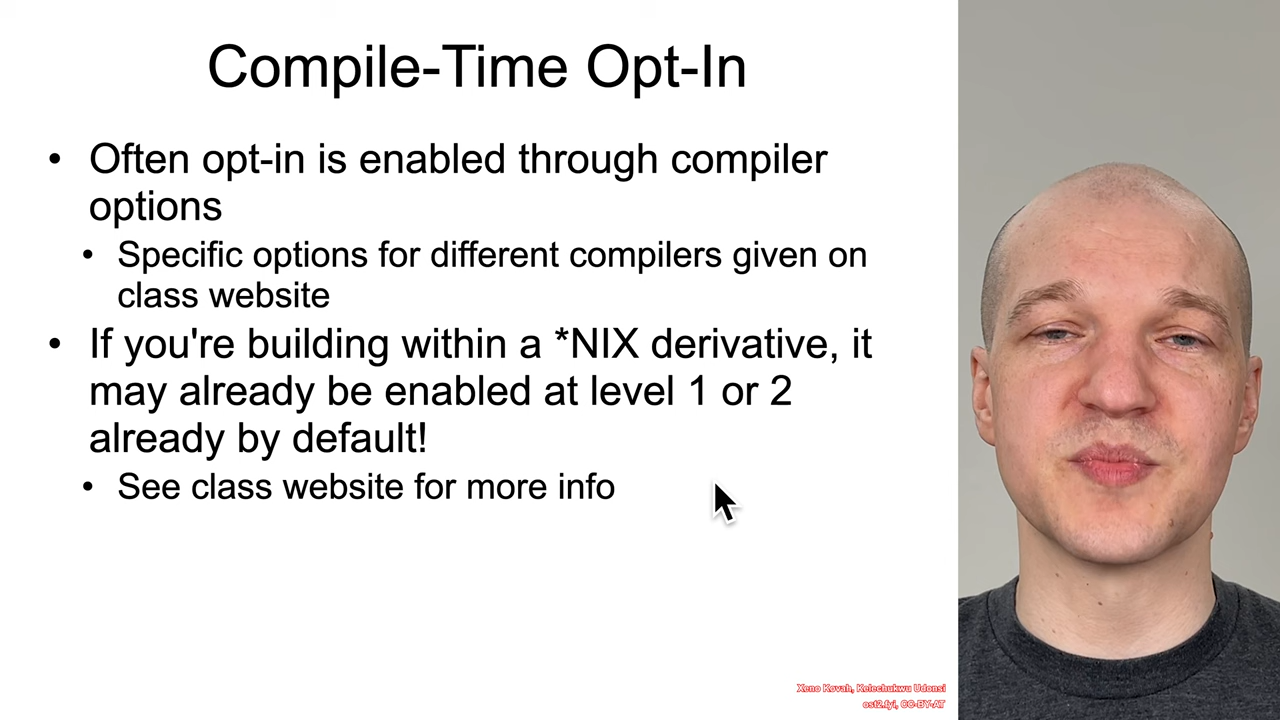 Compile-Time Opt-In
• Often opt-in is enabled through compiler
options
• Specific options for different compilers given on
class website
• If you're building within a *NIX derivative, it
may already be enabled at level 1 or 2
already by default!
• See class website for more info
Xeno Kovah, Kelechukwu Udonsi
ost2.fyi, CC-BY-AT